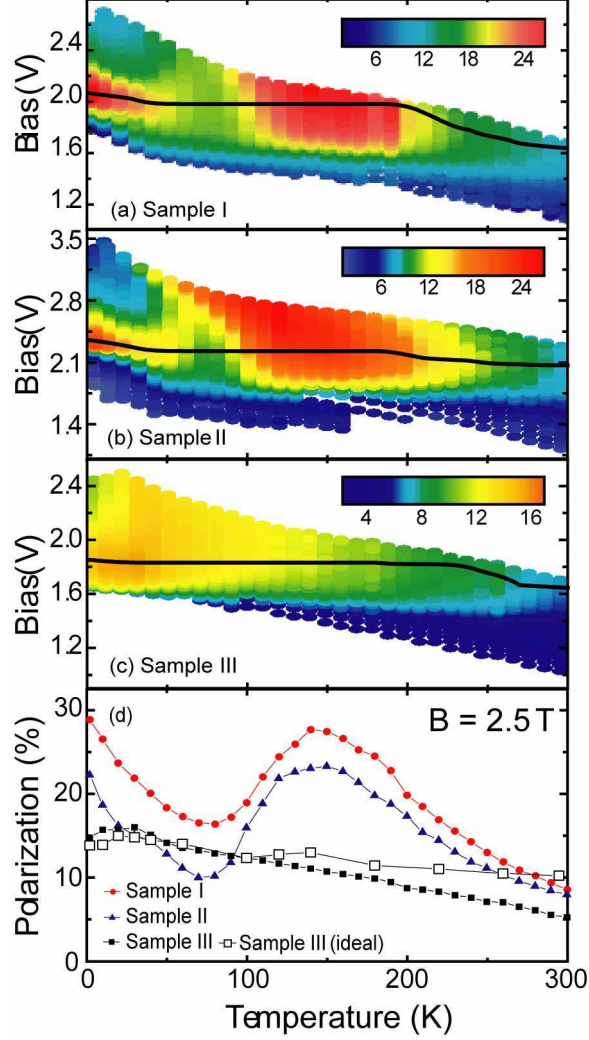 2.4
2.0
1.6
1.2
Bias(V)
6 12 18 24
(a) Sample I
3.5
2.8
2.1
1.4
Bias(V)
6 12 18 24
(b) Sample II
2.4
2.0
1.6
1.2
Bias(V)
4 8 12 16
(c) Sample III
30
20
10
0
Polarization (%)
(d)
B = 2.5 T
Sample I
Sample II
Sample III
Sample III (ideal)
0 100 200 300
Temperature (K)